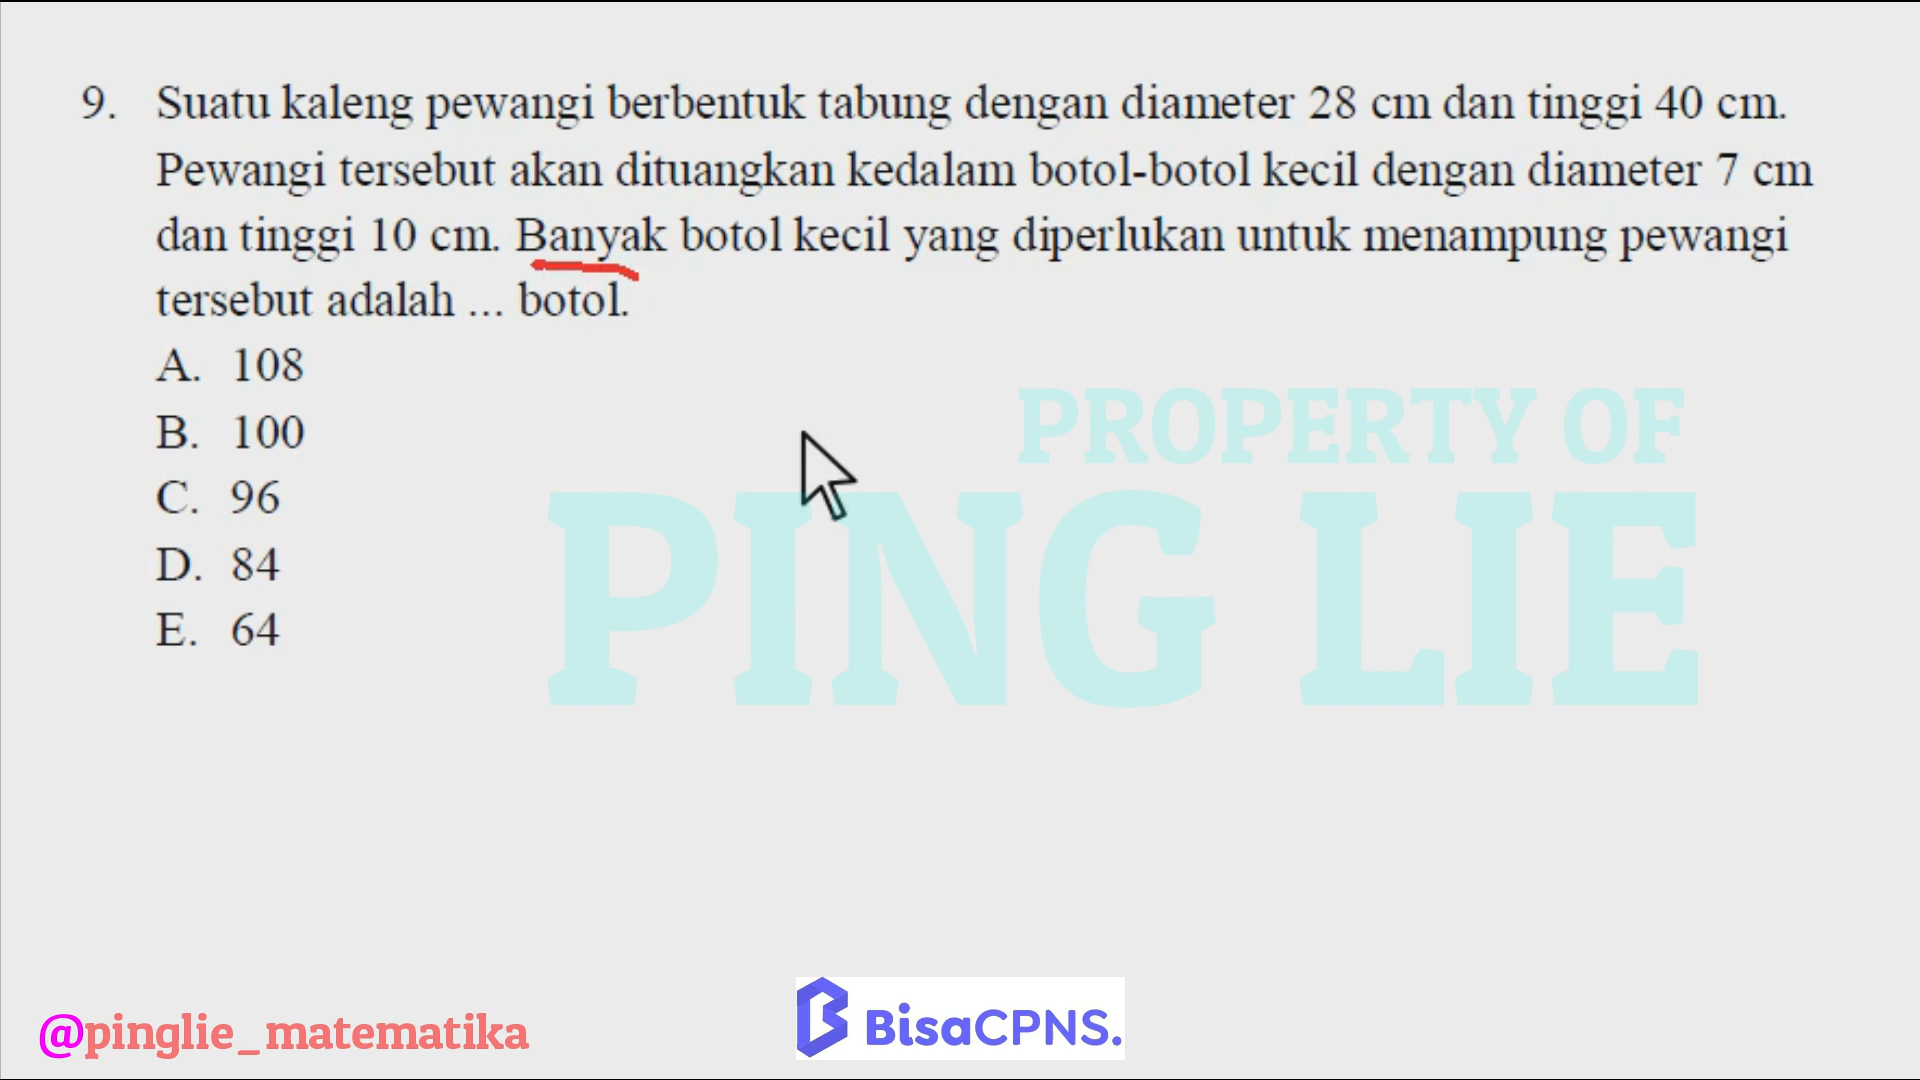 9. Suatu kaleng pewangi berbentuk tabung dengan diameter 28 cm dan tinggi 40 cm.
Pewangi tersebut akan dituangkan kedalam botol-botol kecil dengan diameter 7 cm
dan tinggi 10 cm. Banyak botol kecil yang diperlukan untuk menampung pewangi
tersebut adalah ... botol.
A. 108
B. 100
C. 96
D. 84
E. 64
PROPERTY OF
PING LIE
@pinglie_matematika
BisaCPNS.